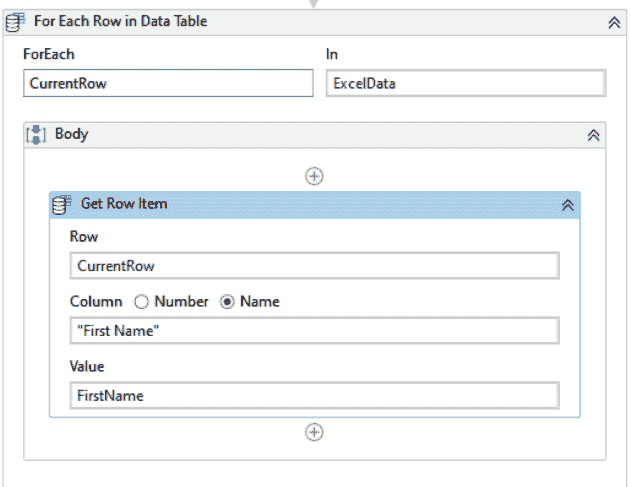 For Each Row in Data Table
ForEach In
CurrentRow ExcelData
Body
Get Row Item
Row
CurrentRow
Column Number Name
"First Name"
Value
FirstName